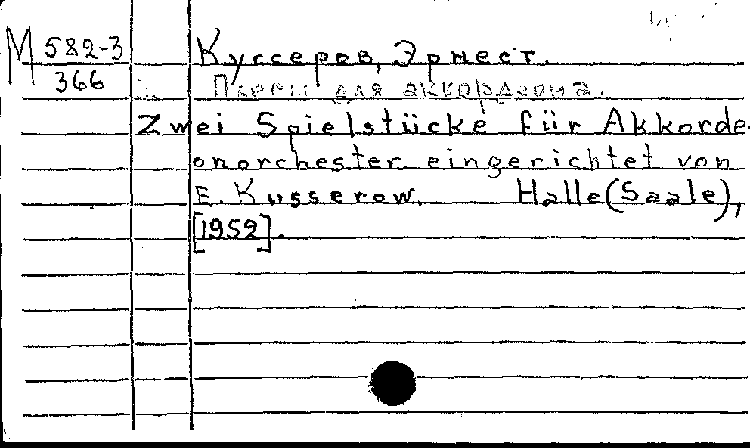 М 582-3
366
Куссеров, Эрнест.
Пьесы для аккордеона.
Zwei Spielstücke für Akkorde-
onorchester eingerichtet von
E. Kusserow. Halle (Saale),
[1952].